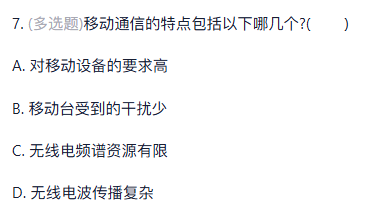 7. (多选题)移动通信的特点包括以下哪几个?(  )
A. 对移动设备的要求高
B. 移动台受到的干扰少
C. 无线电频谱资源有限
D. 无线电波传播复杂